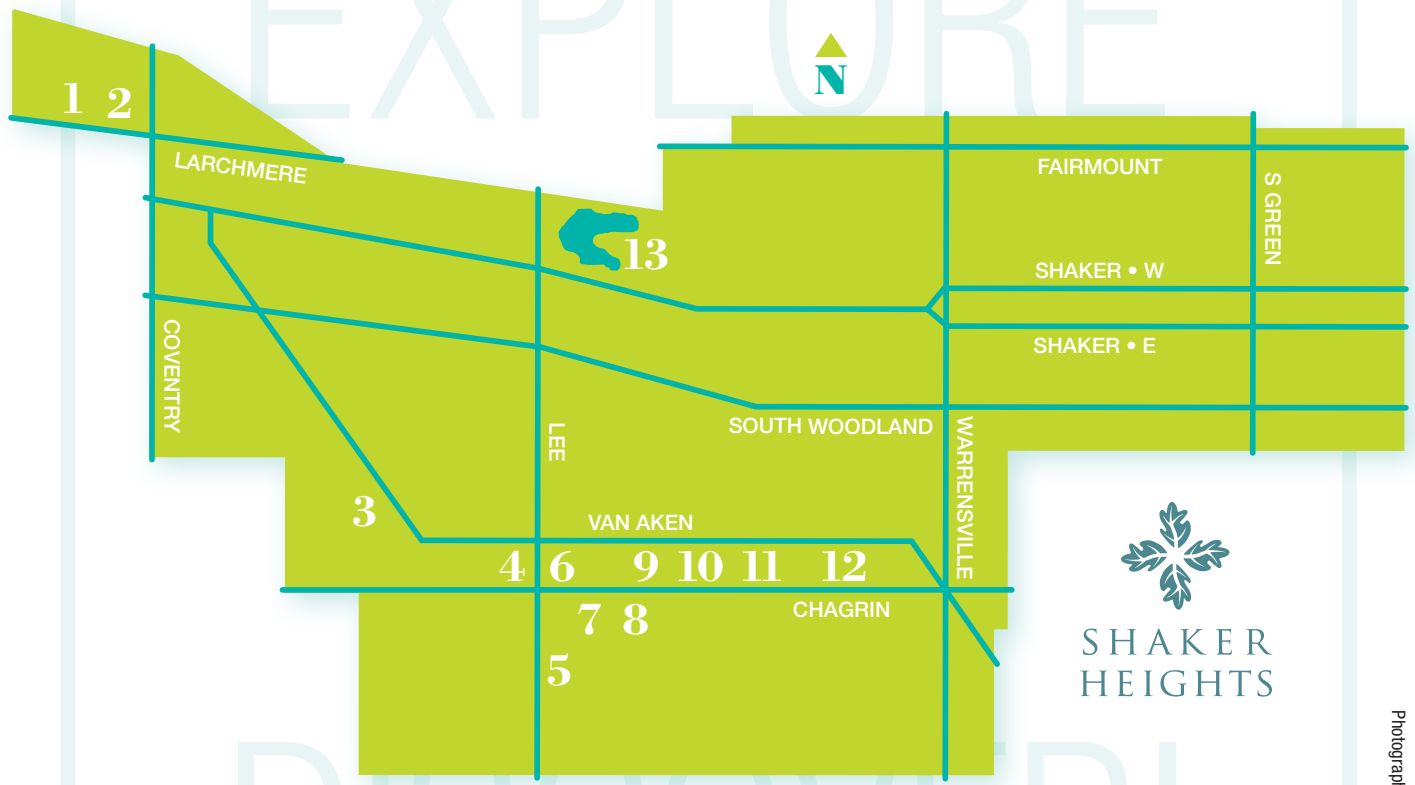 EXPLORE
N
1
2
LARCHMERE
FAIRMOUNT
S GREEN
13
SHAKER • W
SHAKER • E
COVENTRY
LEE
SOUTH WOODLAND
WARRENSVILLE
3
VAN AKEN
4 6 9 10 11 12
CHAGRIN
7 8
5
SHAKER
HEIGHTS